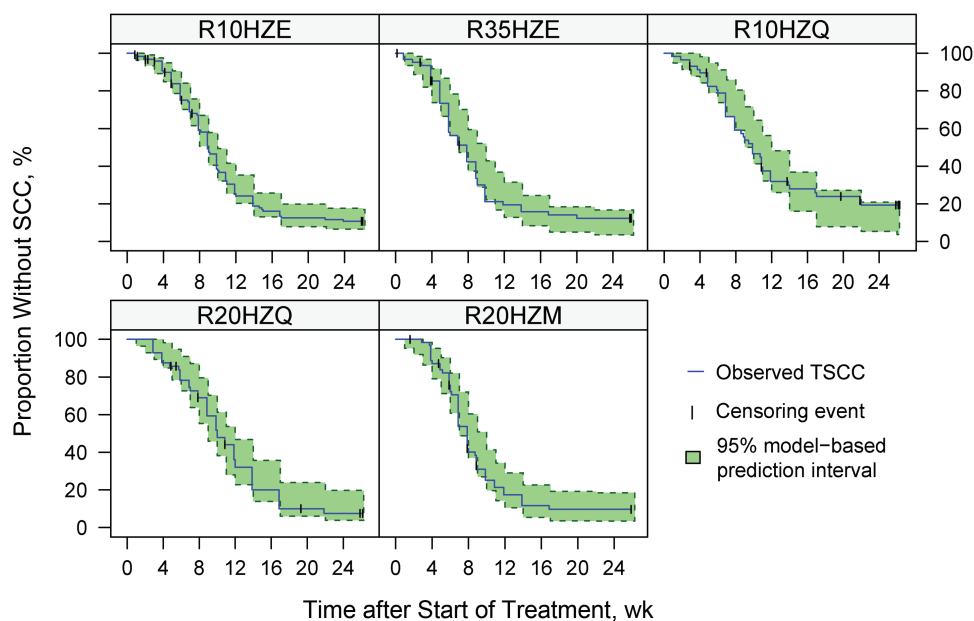 R10HZE R35HZE R10HZQ
100
80
60
40
20
0
0 4 8 12 16 20 24 0 4 8 12 16 20 24 0 4 8 12 16 20 24
Proportion Without SCC, %
R20HZQ R20HZM
100
80
60
40
20
0
0 4 8 12 16 20 24 0 4 8 12 16 20 24
Observed TSCC
Censoring event
95% model−based
prediction interval
Time after Start of Treatment, wk